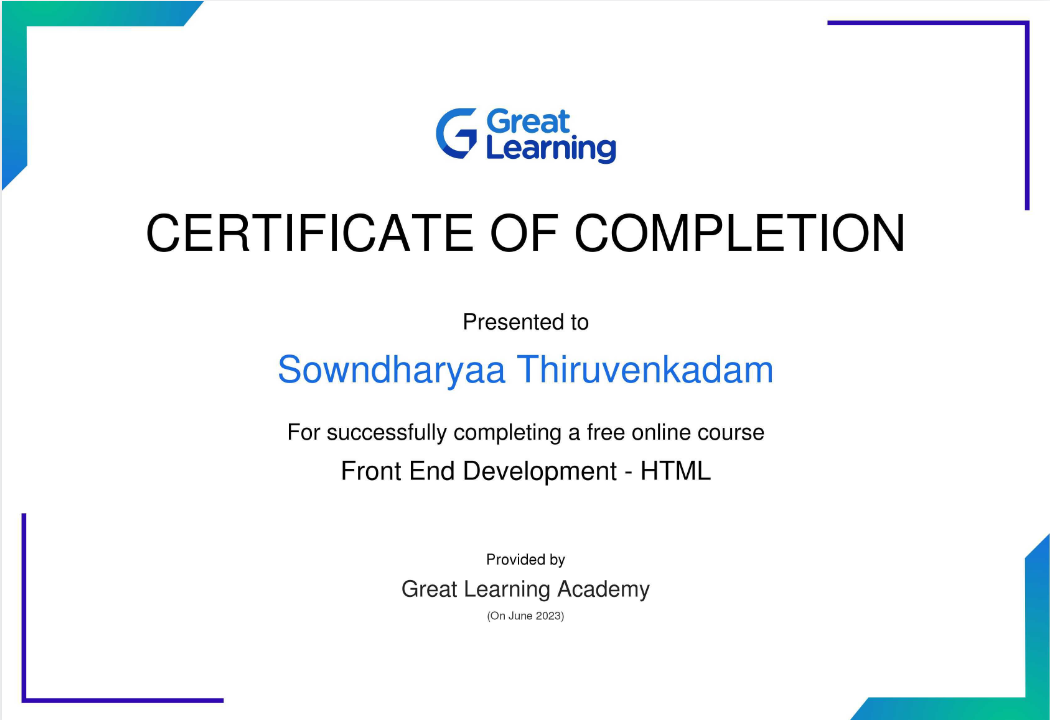 Great
Learning
CERTIFICATE OF COMPLETION
Presented to
Sowndharyaa Thiruvenkadam
For successfully completing a free online course
Front End Development - HTML
Provided by
Great Learning Academy
(On June 2023)